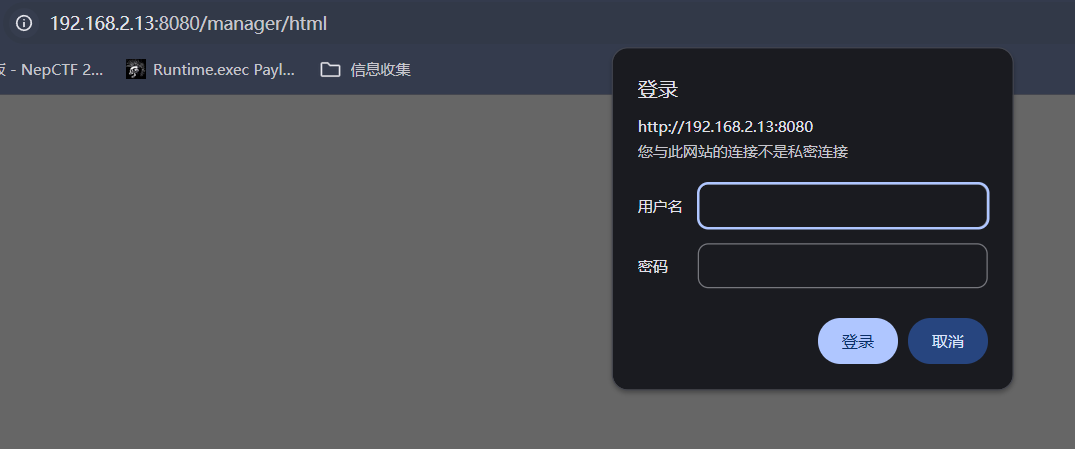 192.168.2.13:8080/manager/html
- NepCTF 2... Runtime.exec Payl... 信息收集
登录
http://192.168.2.13:8080
您与此网站的连接不是私密连接
用户名
密码
登录 取消